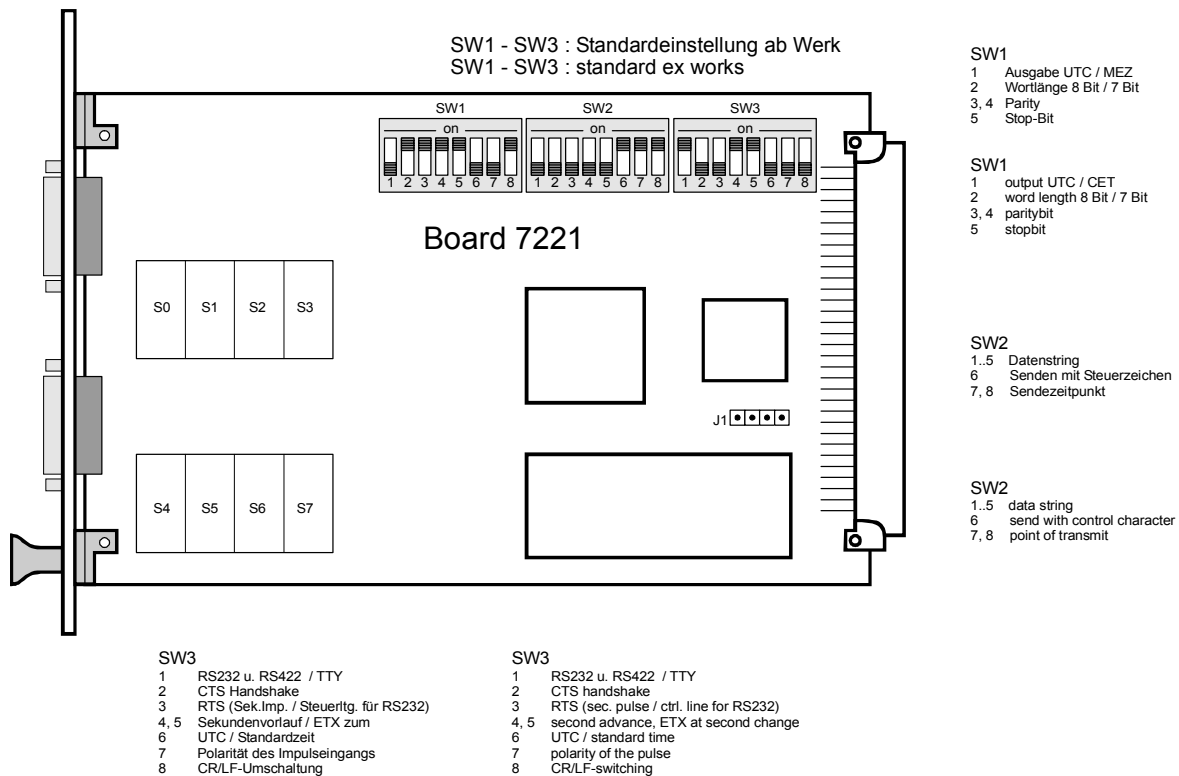 SW1 - SW3 : Standardeinstellung ab Werk
SW1 - SW3 : standard ex works
SW1
SW2
SW3
on
on
on
1 2 3 4 5 6 7 8
1 2 3 4 5 6 7 8
1 2 3 4 5 6 7 8
Board 7221
S0 S1 S2 S3
J1
S4 S5 S6 S7
SW1
1 Ausgabe UTC / MEZ
2 Wortlänge 8 Bit / 7 Bit
3, 4 Parity
5 Stop-Bit
SW1
1 output UTC / CET
2 word length 8 Bit / 7 Bit
3, 4 paritybit
5 stopbit
SW2
1..5 Datenstring
6 Senden mit Steuerzeichen
7, 8 Sendezeitpunkt
SW2
1..5 data string
6 send with control character
7, 8 point of transmit
SW3
1 RS232 u. RS422 / TTY
2 CTS Handshake
3 RTS (Sek.Imp. / Steuerltg. für RS232)
4, 5 Sekundenvorlauf / ETX zum
6 UTC / Standardzeit
7 Polarität des Impulseingangs
8 CR/LF-Umschaltung
SW3
1 RS232 u. RS422 / TTY
2 CTS handshake
3 RTS (sec. pulse / ctrl. line for RS232)
4, 5 second advance, ETX at second change
6 UTC / standard time
7 polarity of the pulse
8 CR/LF-switching